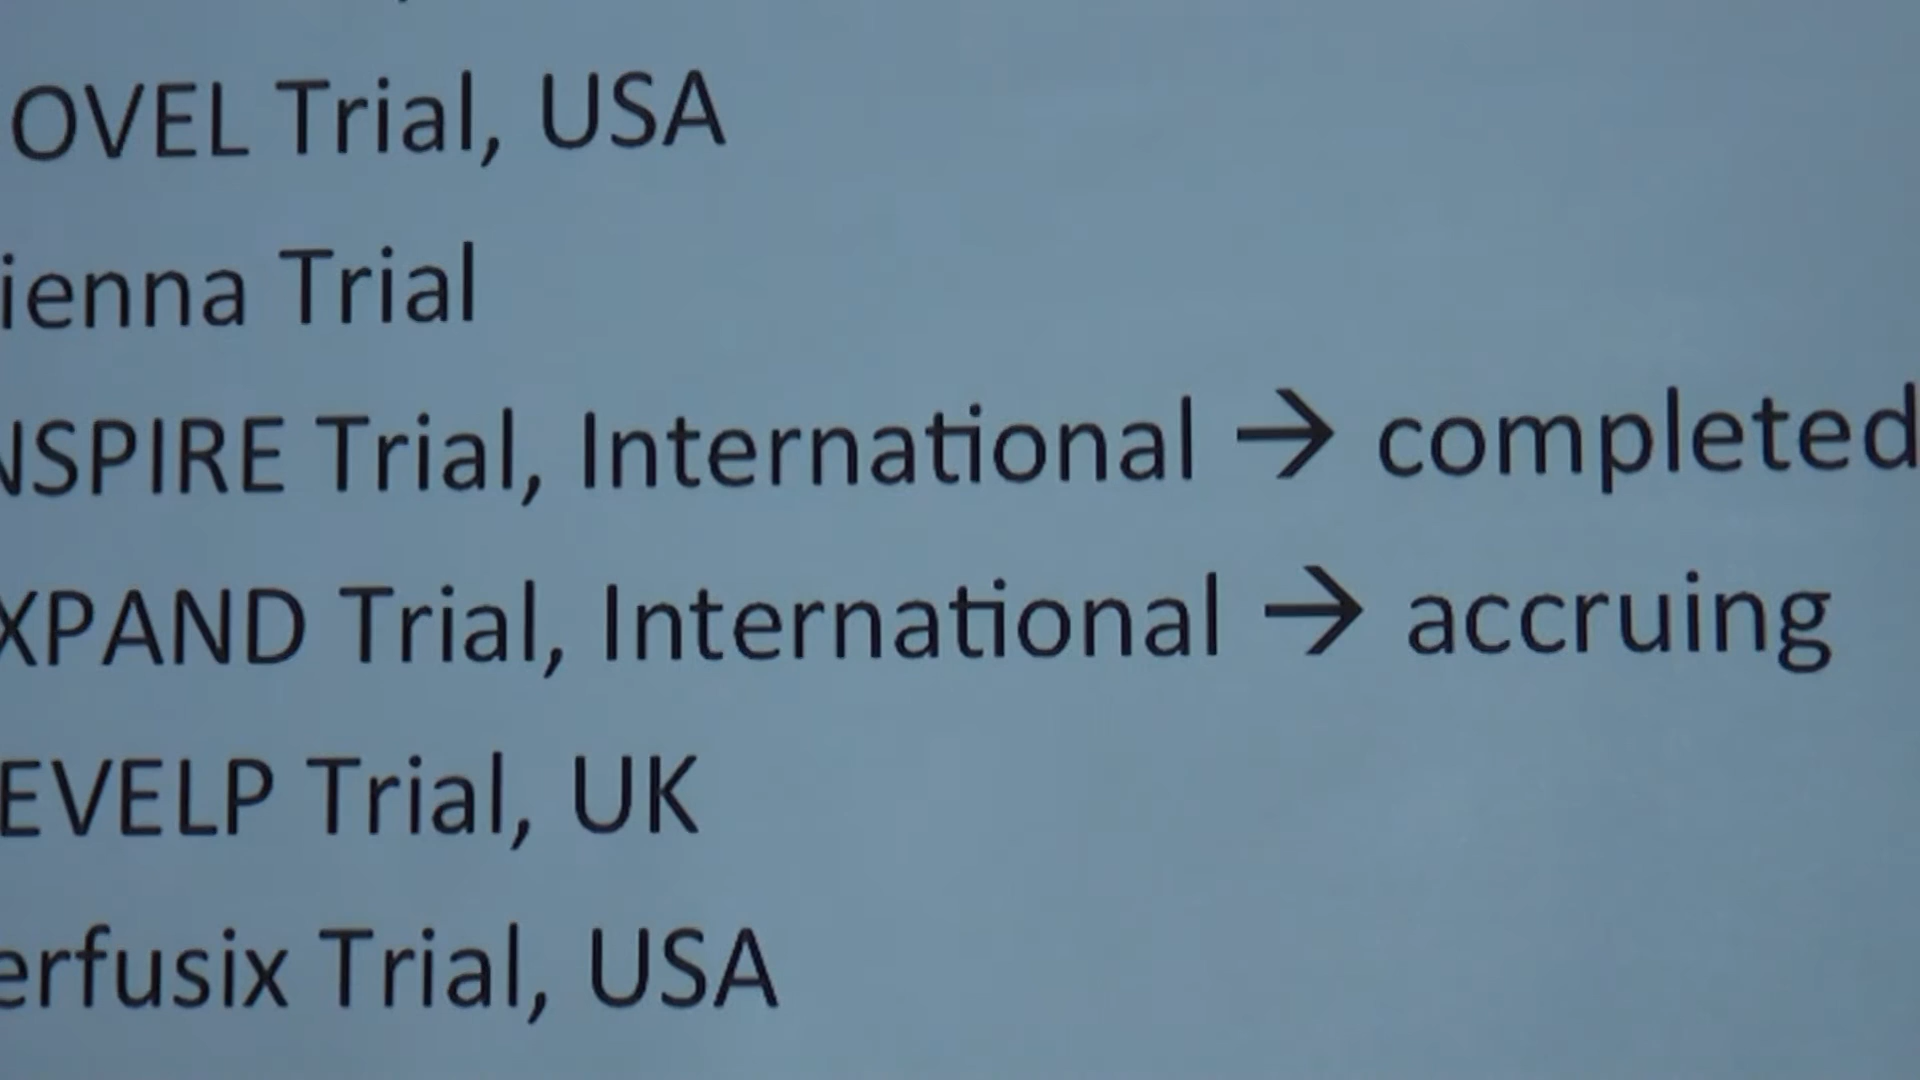 OVEL Trial, USA
ienna Trial
NSPIRE Trial, International → completed
XPAND Trial, International → accruing
EVELP Trial, UK
erfusix Trial, USA